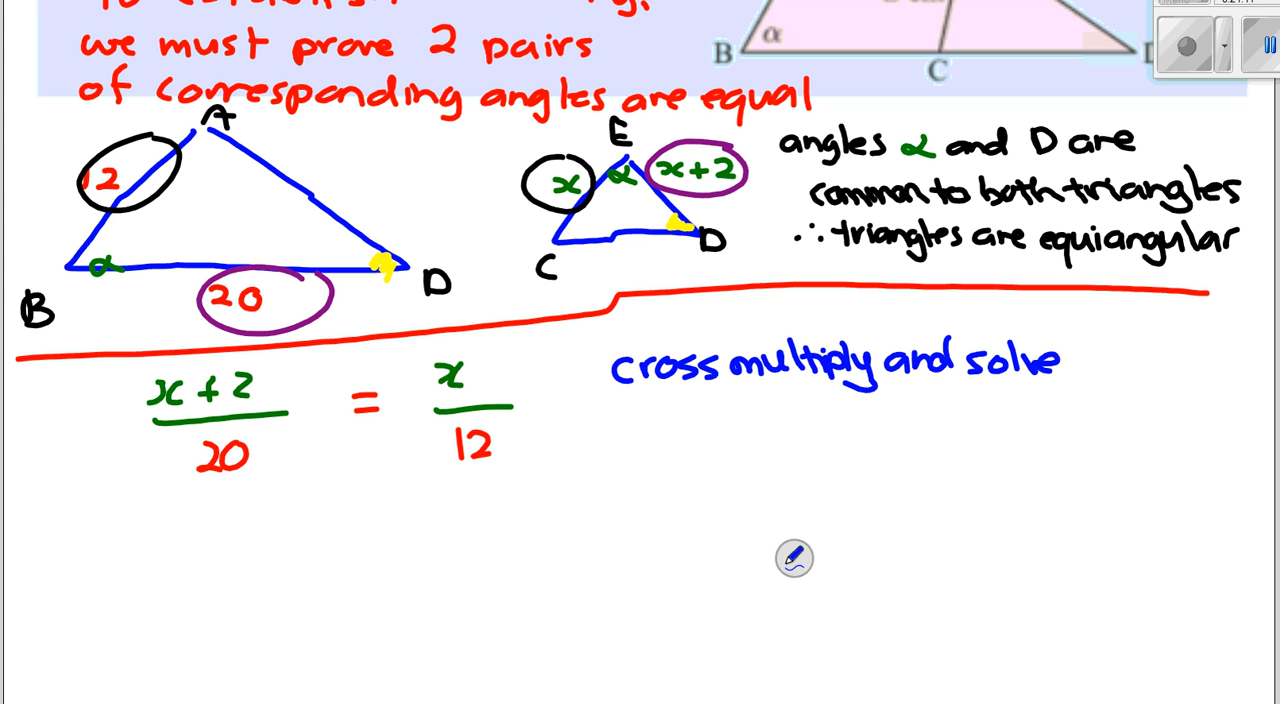 we must prove 2 pairs
of corresponding angles are equal
B
α
C
A
12
α
B
20
D
E
x
α
x+2
C
D
angles α and D are
common to both triangles
∴ triangles are equiangular
x + 2
20
=
x
12
cross multiply and solve